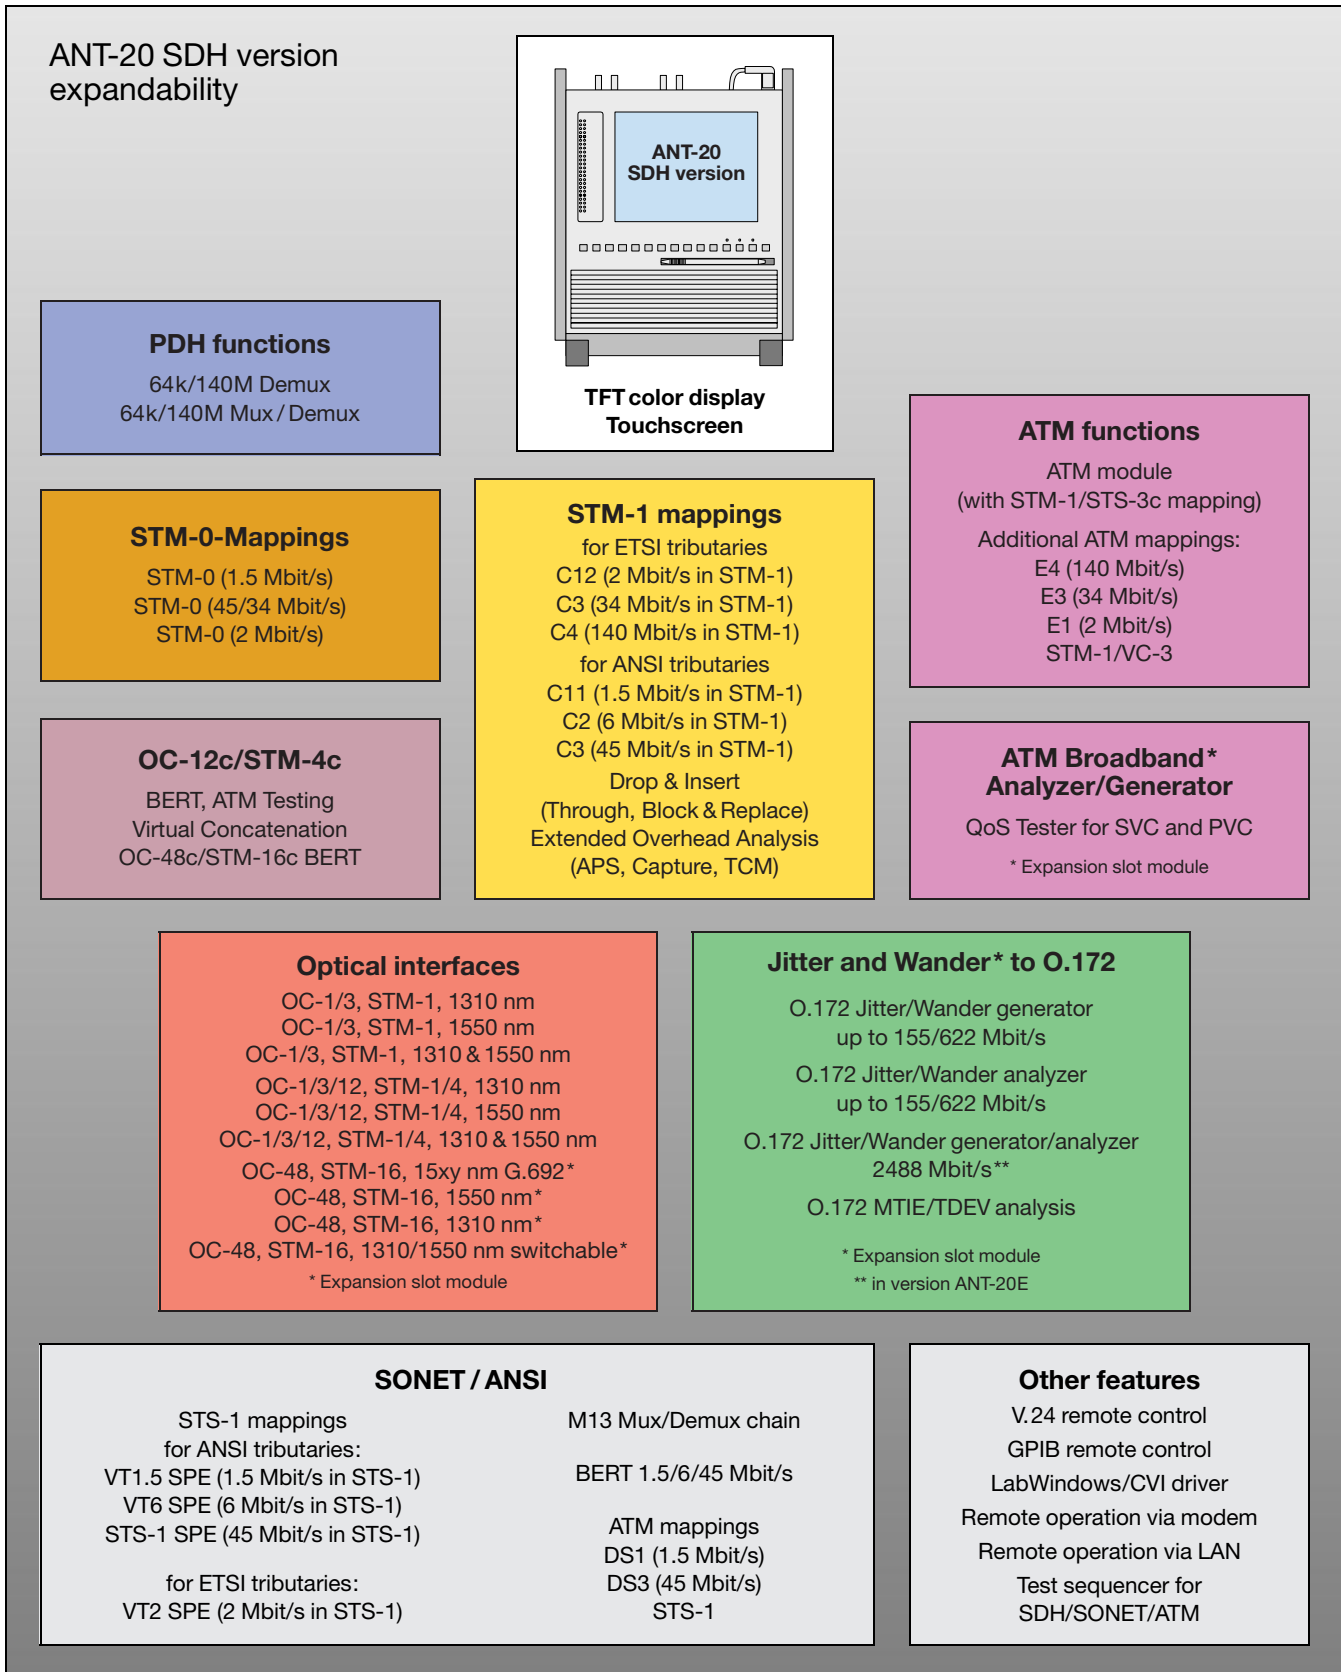 ANT-20 SDH version
expandability
ANT-20
SDH version
TFT color display
Touchscreen
PDH functions
64k/140M Demux
64k/140M Mux / Demux
STM-0-Mappings
STM-0 (1.5 Mbit/s)
STM-0 (45/34 Mbit/s)
STM-0 (2 Mbit/s)
OC-12c/STM-4c
BERT, ATM Testing
Virtual Concatenation
OC-48c/STM-16c BERT
STM-1 mappings
for ETSI tributaries
C12 (2 Mbit/s in STM-1)
C3 (34 Mbit/s in STM-1)
C4 (140 Mbit/s in STM-1)
for ANSI tributaries
C11 (1.5 Mbit/s in STM-1)
C2 (6 Mbit/s in STM-1)
C3 (45 Mbit/s in STM-1)
Drop & Insert
(Through, Block & Replace)
Extended Overhead Analysis
(APS, Capture, TCM)
ATM functions
ATM module
(with STM-1/STS-3c mapping)
Additional ATM mappings:
E4 (140 Mbit/s)
E3 (34 Mbit/s)
E1 (2 Mbit/s)
STM-1/VC-3
ATM Broadband*
Analyzer/Generator
QoS Tester for SVC and PVC
* Expansion slot module
Optical interfaces
OC-1/3, STM-1, 1310 nm
OC-1/3, STM-1, 1550 nm
OC-1/3, STM-1, 1310 & 1550 nm
OC-1/3/12, STM-1/4, 1310 nm
OC-1/3/12, STM-1/4, 1550 nm
OC-1/3/12, STM-1/4, 1310 & 1550 nm
OC-48, STM-16, 15xy nm G.692*
OC-48, STM-16, 1550 nm*
OC-48, STM-16, 1310 nm*
OC-48, STM-16, 1310/1550 nm switchable*
* Expansion slot module
Jitter and Wander* to O.172
O.172 Jitter/Wander generator
up to 155/622 Mbit/s
O.172 Jitter/Wander analyzer
up to 155/622 Mbit/s
O.172 Jitter/Wander generator/analyzer
2488 Mbit/s**
O.172 MTIE/TDEV analysis
* Expansion slot module
** in version ANT-20E
SONET / ANSI
STS-1 mappings
for ANSI tributaries:
VT1.5 SPE (1.5 Mbit/s in STS-1)
VT6 SPE (6 Mbit/s in STS-1)
STS-1 SPE (45 Mbit/s in STS-1)
for ETSI tributaries:
VT2 SPE (2 Mbit/s in STS-1)
M13 Mux/Demux chain
BERT 1.5/6/45 Mbit/s
ATM mappings
DS1 (1.5 Mbit/s)
DS3 (45 Mbit/s)
STS-1
Other features
V.24 remote control
GPIB remote control
LabWindows/CVI driver
Remote operation via modem
Remote operation via LAN
Test sequencer for
SDH/SONET/ATM